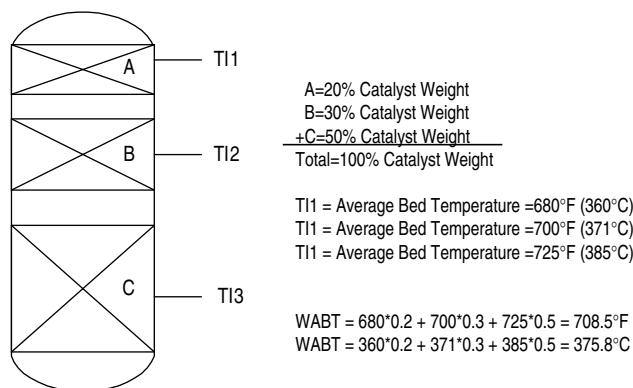 A
TI1
B
TI2
C
TI3
A=20% Catalyst Weight
B=30% Catalyst Weight
+C=50% Catalyst Weight
Total=100% Catalyst Weight
TI1 = Average Bed Temperature =680°F (360°C)
TI1 = Average Bed Temperature =700°F (371°C)
TI1 = Average Bed Temperature =725°F (385°C)
WABT = 680*0.2 + 700*0.3 + 725*0.5 = 708.5°F
WABT = 360*0.2 + 371*0.3 + 385*0.5 = 375.8°C